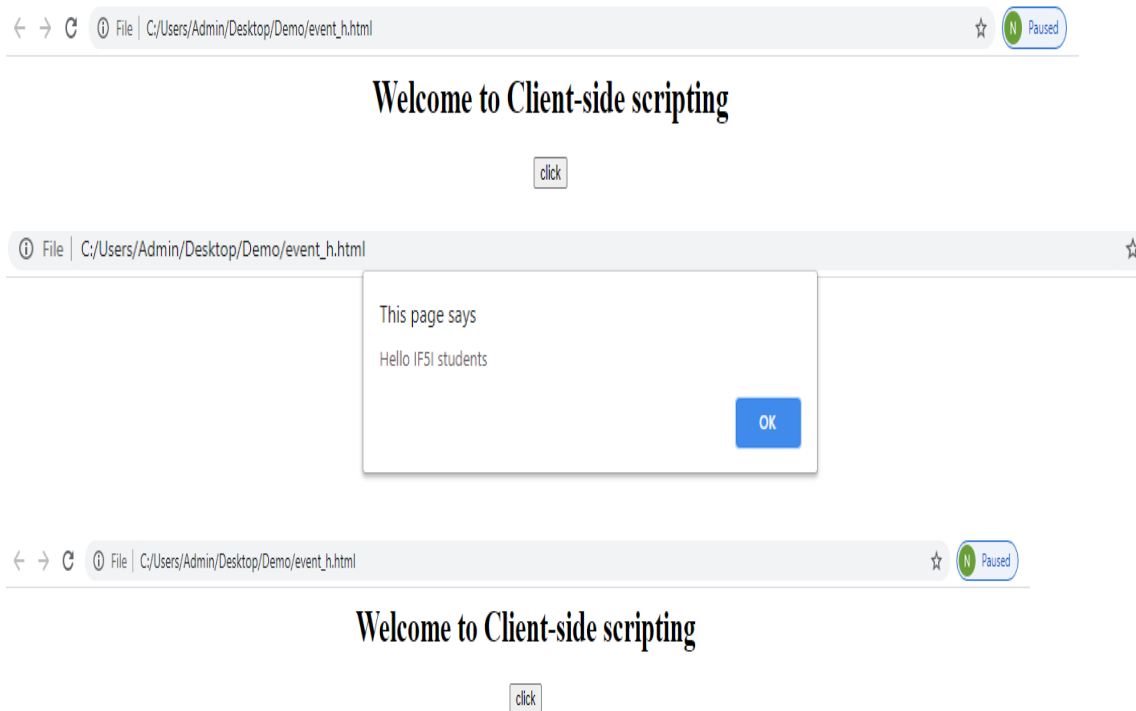 File C:/Users/Admin/Desktop/Demo/event_h.html N Paused
Welcome to Client-side scripting
click
File C:/Users/Admin/Desktop/Demo/event_h.html
This page says
Hello IF5I students
OK
File C:/Users/Admin/Desktop/Demo/event_h.html N Paused
Welcome to Client-side scripting
click